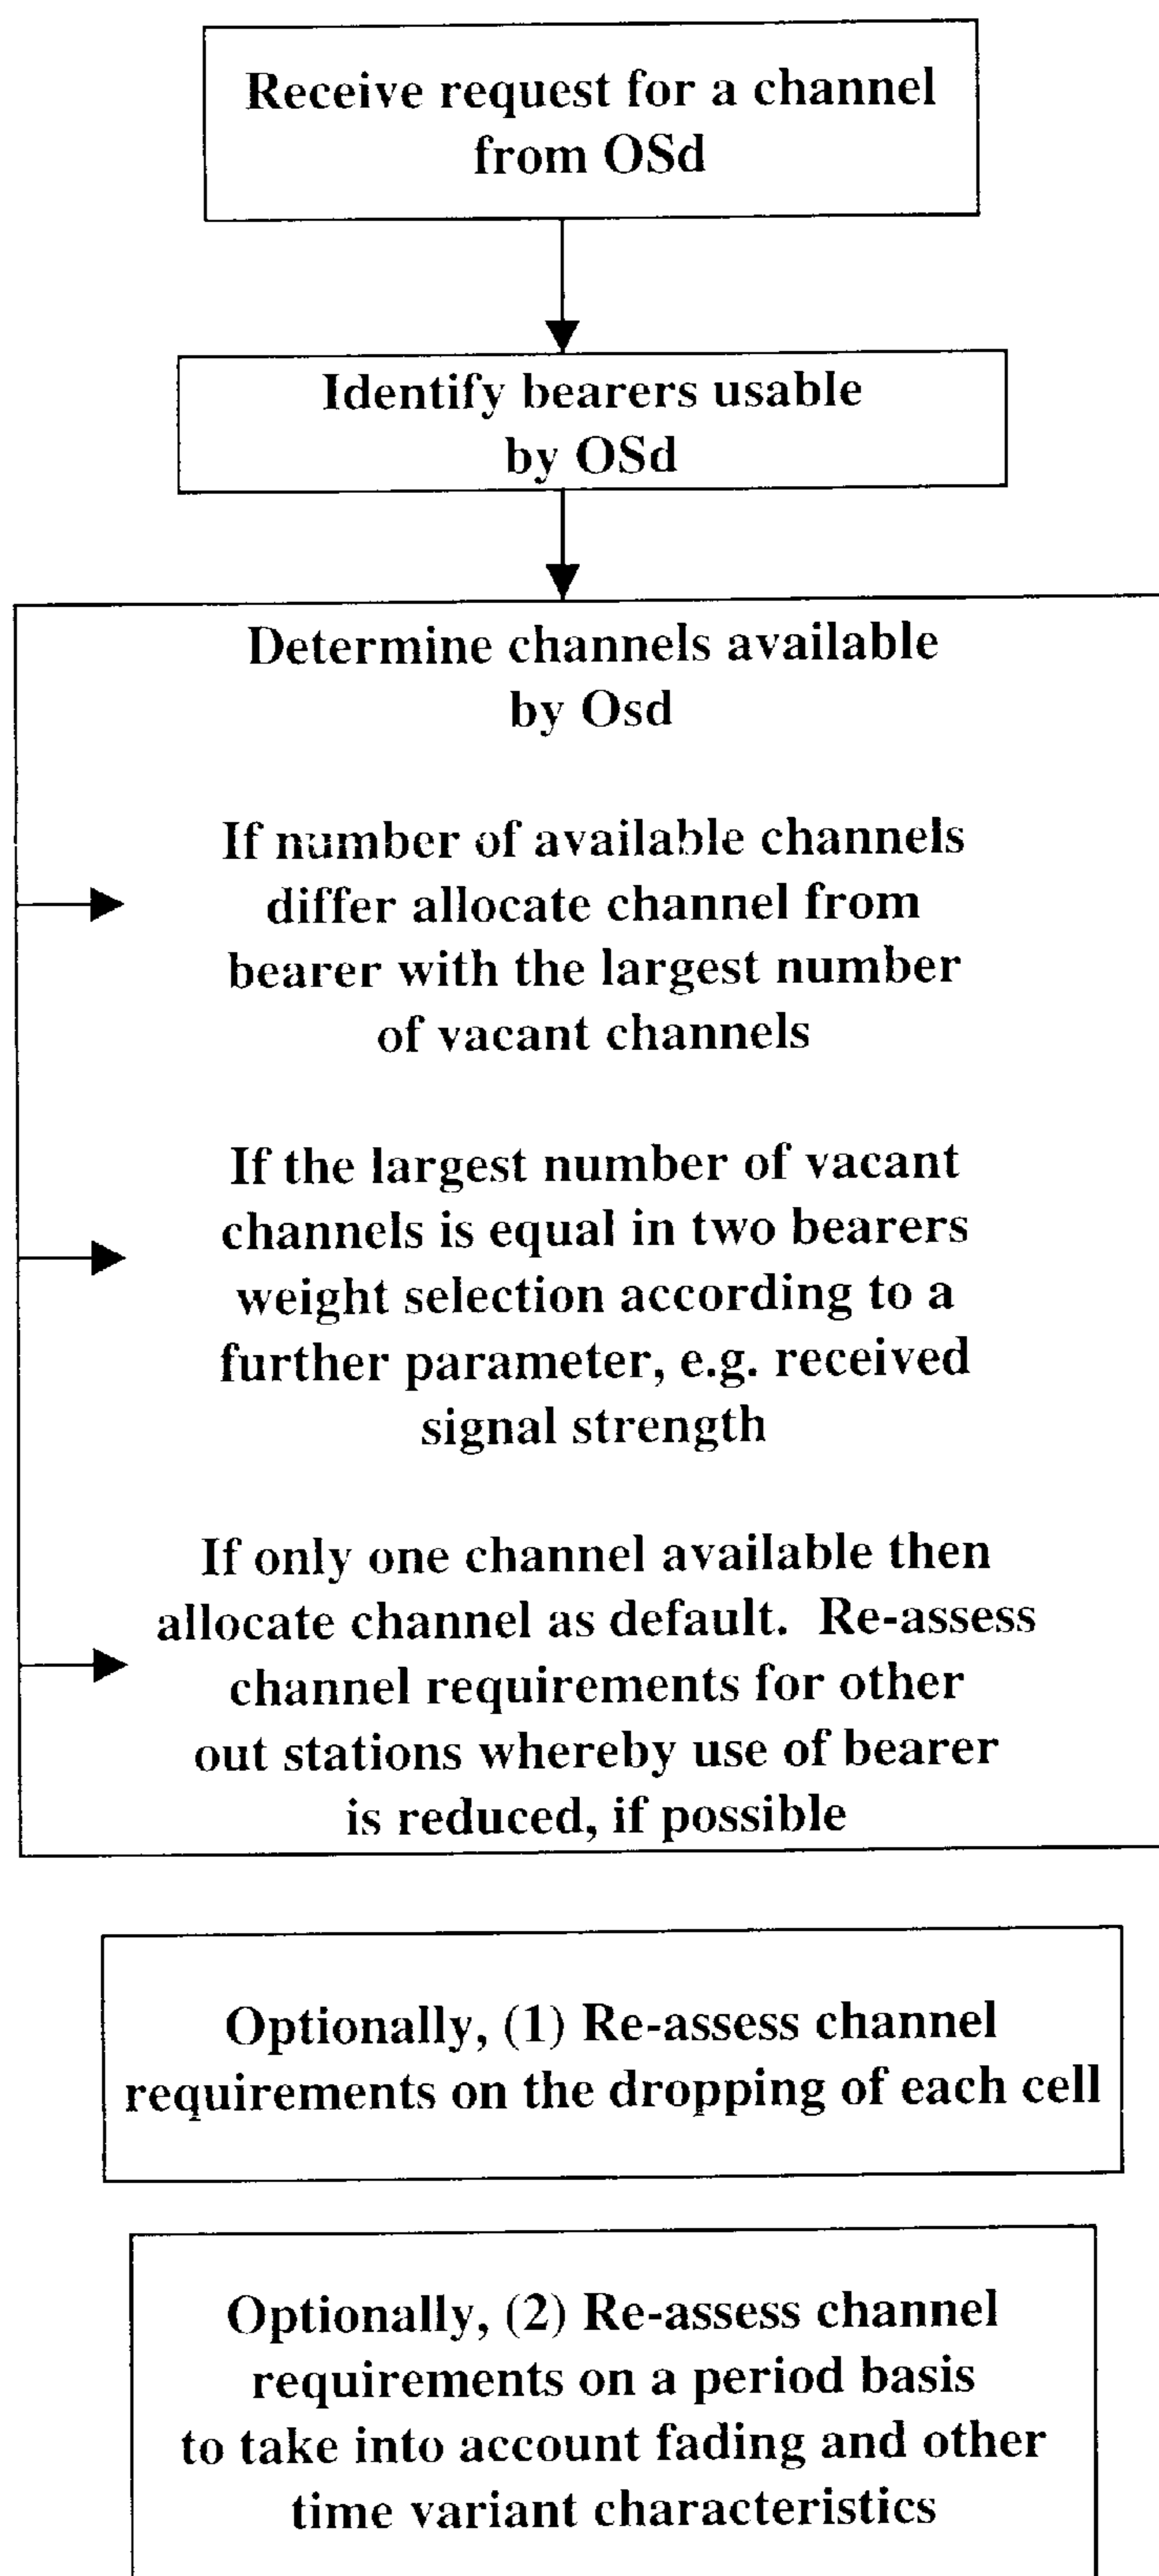 Receive request for a channel
from OSd
Identify bearers usable
by OSd
Determine channels available
by Osd
If number of available channels
differ allocate channel from
bearer with the largest number
of vacant channels
If the largest number of vacant
channels is equal in two bearers
weight selection according to a
further parameter, e.g. received
signal strength
If only one channel available then
allocate channel as default.  Re-assess
channel requirements for other
out stations whereby use of bearer
is reduced, if possible
Optionally, (1) Re-assess channel
requirements on the dropping of each cell
Optionally, (2) Re-assess channel
requirements on a period basis
to take into account fading and other
time variant characteristics